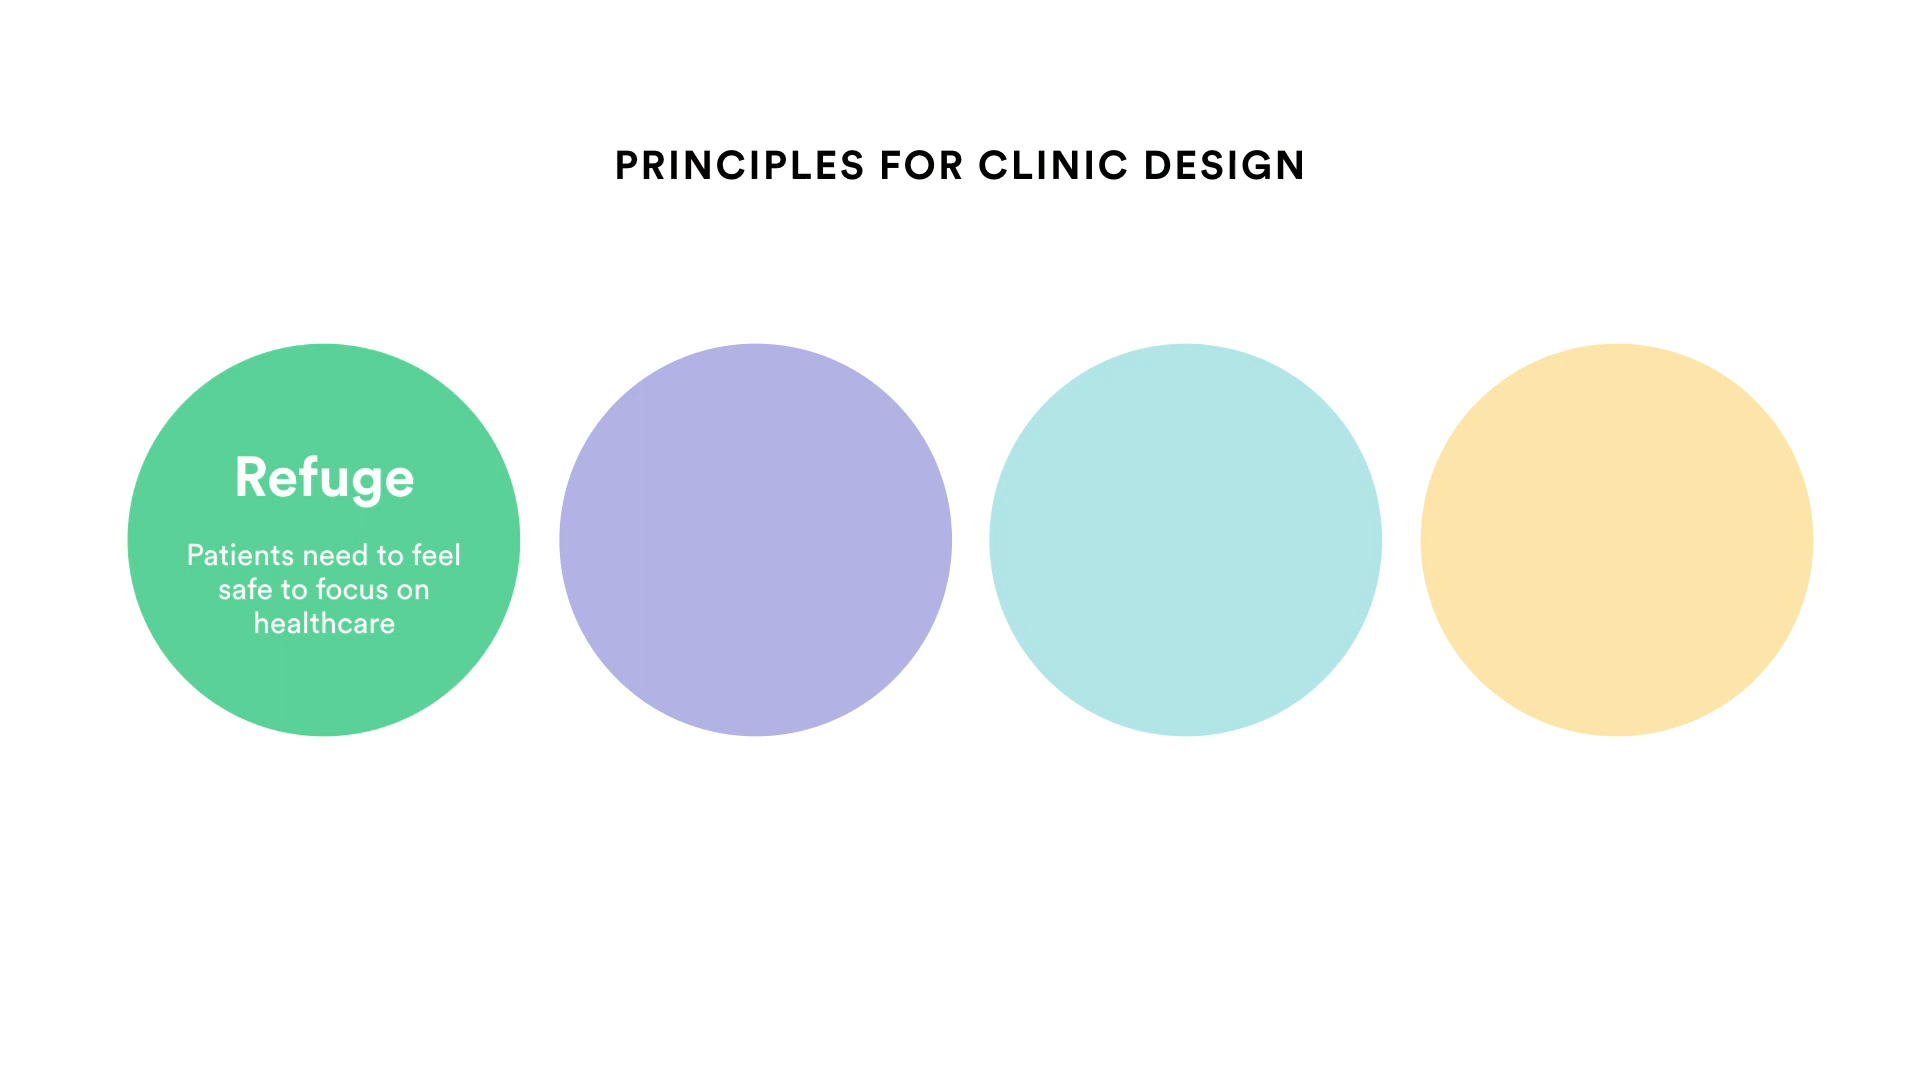 PRINCIPLES FOR CLINIC DESIGN
Refuge
Patients need to feel
safe to focus on
healthcare